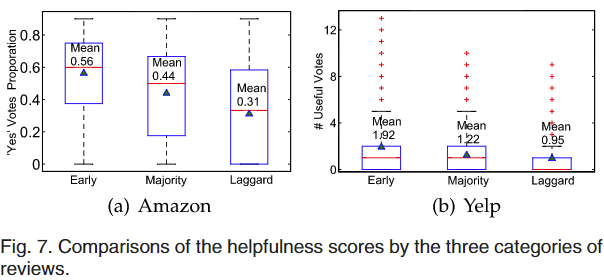 'Yes' Votes Proporation
0.8
0.6
0.4
0.2
0
Mean
0.56
Mean
0.44
Mean
0.31
Early Majority Laggard
(a) Amazon
# Useful Votes
12
8
4
0
Mean
1.92
Mean
1.22
Mean
0.95
Early Majority Laggard
(b) Yelp
Fig. 7. Comparisons of the helpfulness scores by the three categories of
reviews.